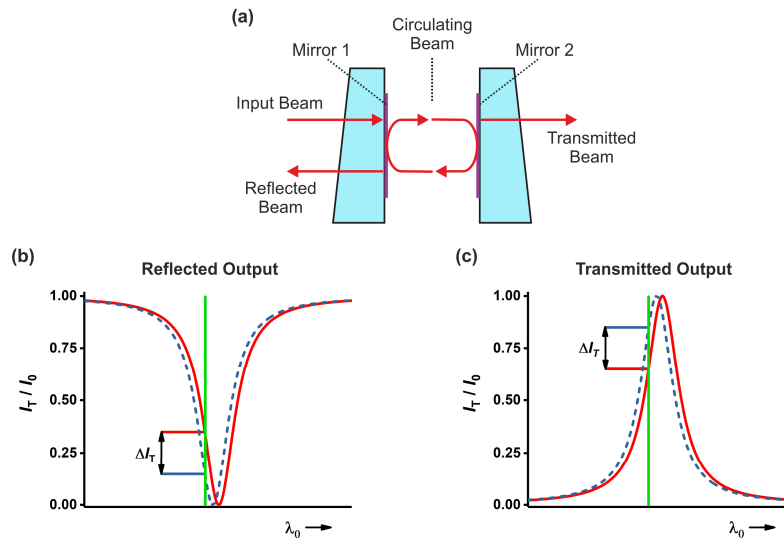 (a)
Circulating
Beam
Mirror 1
Mirror 2
Input Beam
Transmitted
Beam
Reflected
Beam
(b)
Reflected Output
1.00
0.75
0.50
0.25
0.00
I_T / I_0
ΔI_T
λ_0
(c)
Transmitted Output
1.00
0.75
0.50
0.25
0.00
I_T / I_0
ΔI_T
λ_0